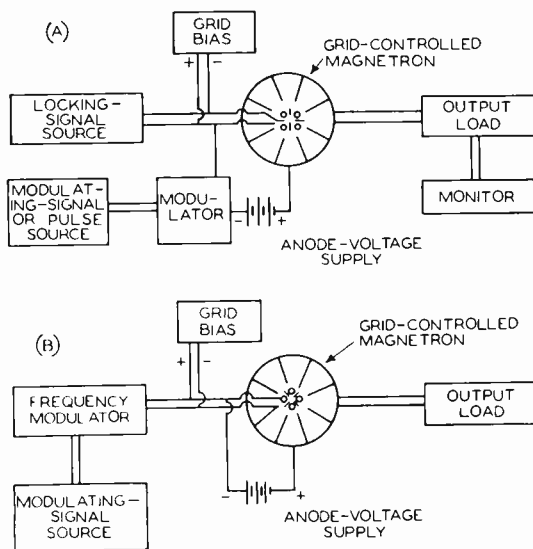 (A)
GRID
BIAS
+ -
GRID-CONTROLLED
MAGNETRON
LOCKING-
SIGNAL
SOURCE
OUTPUT
LOAD
MODULAT-
ING-SIGNAL
OR PULSE
SOURCE
MODU-
LATOR
- +
MONITOR
ANODE-VOLTAGE
SUPPLY
(B)
GRID
BIAS
+ -
GRID-CONTROLLED
MAGNETRON
FREQUENCY
MODULATOR
OUTPUT
LOAD
- +
MODULATING-
SIGNAL
SOURCE
ANODE-VOLTAGE
SUPPLY